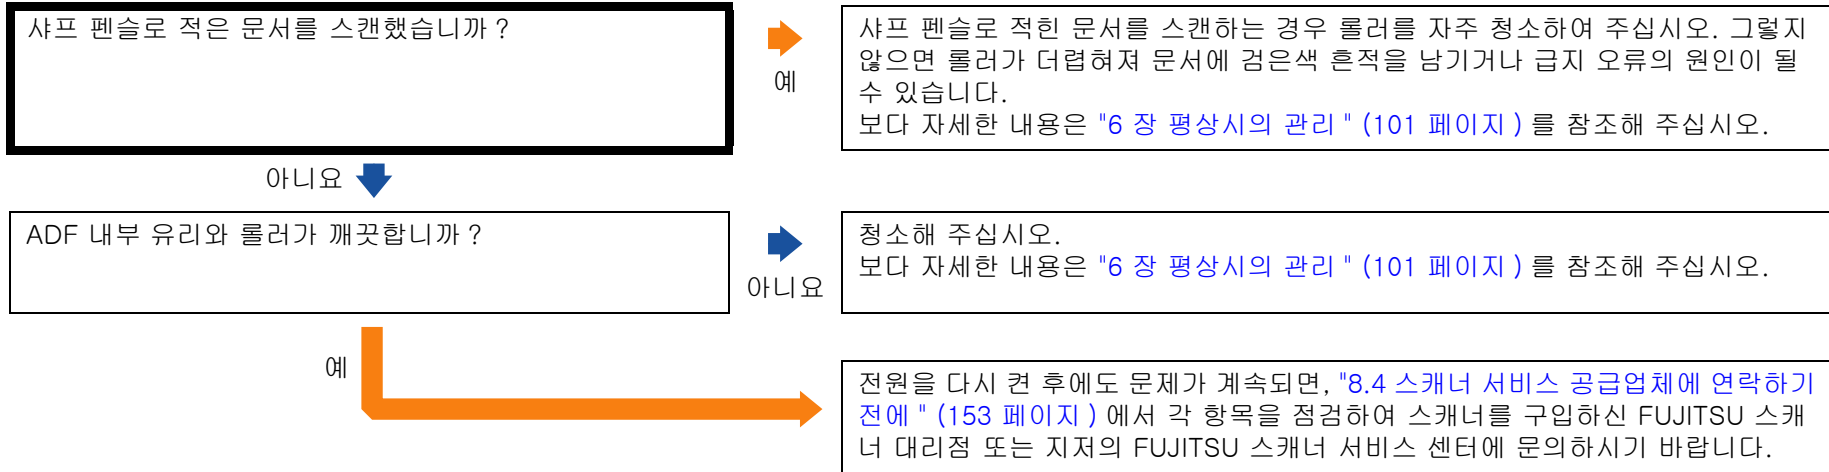 샤프 펜슬로 적은 문서를 스캔했습니까 ?
예
샤프 펜슬로 적힌 문서를 스캔하는 경우 롤러를 자주 청소하여 주십시오. 그렇지
않으면 롤러가 더렵혀져 문서에 검은색 흔적을 남기거나 급지 오류의 원인이 될
수 있습니다.
보다 자세한 내용은 "6 장 평상시의 관리 " (101 페이지 ) 를 참조해 주십시오.
아니요
ADF 내부 유리와 롤러가 깨끗합니까 ?
아니요
청소해 주십시오.
보다 자세한 내용은 "6 장 평상시의 관리 " (101 페이지 ) 를 참조해 주십시오.
예
전원을 다시 켠 후에도 문제가 계속되면, "8.4 스캐너 서비스 공급업체에 연락하기
전에 " (153 페이지 ) 에서 각 항목을 점검하여 스캐너를 구입하신 FUJITSU 스캐
너 대리점 또는 지저의 FUJITSU 스캐너 서비스 센터에 문의하시기 바랍니다.